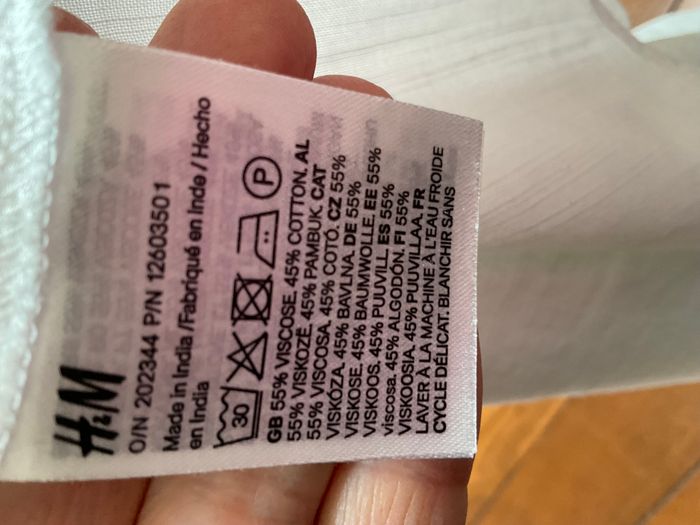 H&M
O/N 202344 P/N 12603501
Made in India /Fabriqué en Inde / Hecho
en India
30
P
GB 55% VISCOSE. 45% COTTON. AL
55% VISKOZË. 45% PAMBUK. CAT
55% VISCOSA. 45% COTÓ. CZ 55%
VISKÓZA. 45% BAVLNA. DE 55%
VISKOSE. 45% BAUMWOLLE. EE 55%
VISKOOS. 45% PUUVILL. ES 55%
viscosa. 45% ALGODÓN. FI 55%
VISKOOSIA. 45% PUUVILLAA. FR
LAVER À LA MACHINE À L'EAU FROIDE
CYCLE DÉLICAT. BLANCHIR SANS